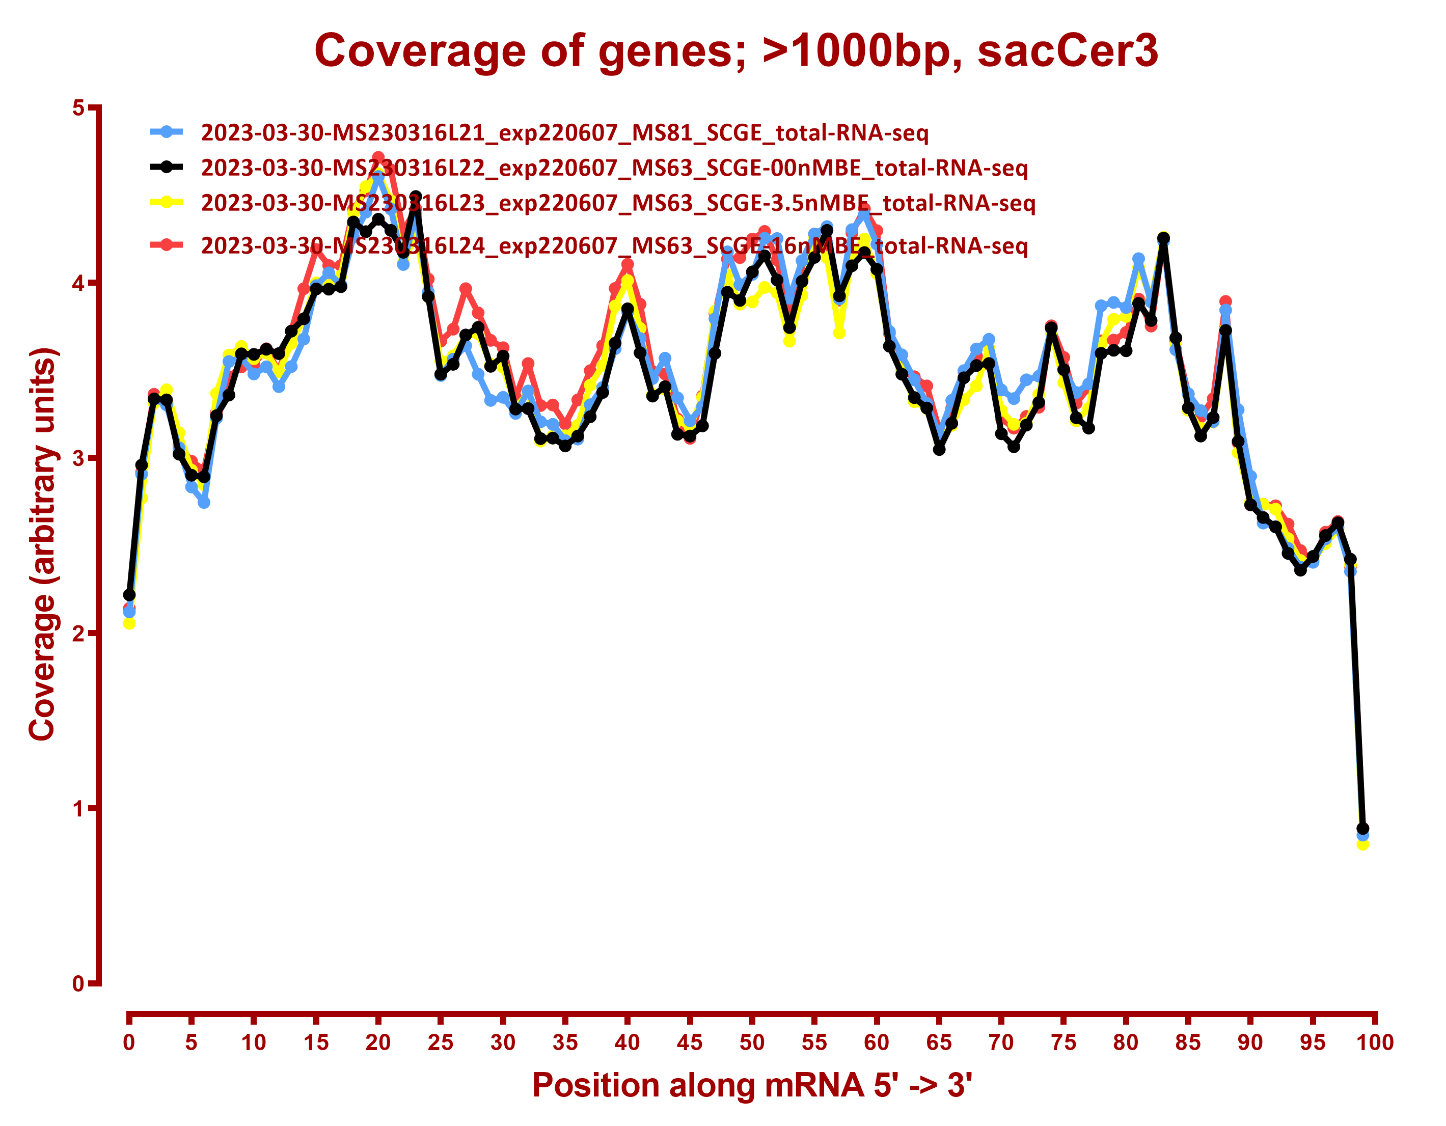 Coverage of genes; >1000bp, sacCer3
5
2023-03-30-MS230316L21_exp220607_MS81_SCGE_total-RNA-seq
2023-03-30-MS230316L22_exp220607_MS63_SCGE-00nMBE_total-RNA-seq
2023-03-30-MS230316L23_exp220607_MS63_SCGE-3.5nMBE_total-RNA-seq
2023-03-30-MS230316L24_exp220607_MS63_SCGE-16nMBE_total-RNA-seq
4
3
2
1
0
Coverage (arbitrary units)
0 5 10 15 20 25 30 35 40 45 50 55 60 65 70 75 80 85 90 95 100
Position along mRNA 5' -> 3'